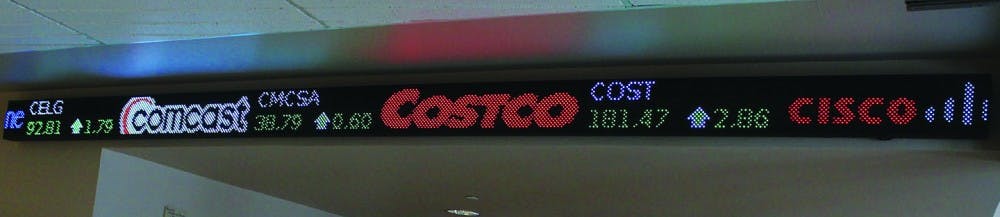 ne CELG
92.81 1.79
Comcast
CMCSA
38.79 0.60
COSTCO
COST
181.47 2.86
CISCO